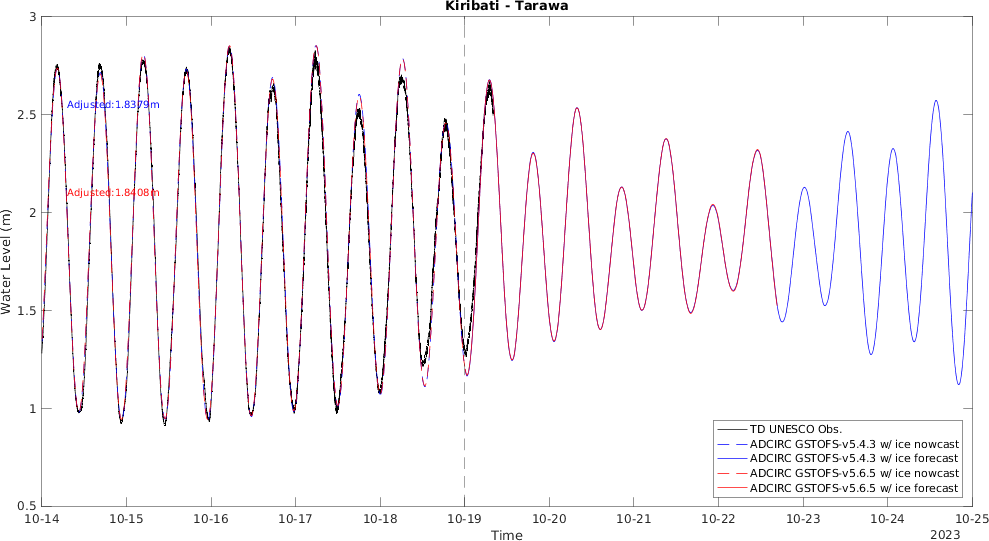 Kiribati - Tarawa
3
2.5
2
1.5
1
0.5
Water Level (m)
Adjusted:1.8379m
Adjusted:1.8408m
TD UNESCO Obs.
ADCIRC GSTOFS-v5.4.3 w/ ice nowcast
ADCIRC GSTOFS-v5.4.3 w/ ice forecast
ADCIRC GSTOFS-v5.6.5 w/ ice nowcast
ADCIRC GSTOFS-v5.6.5 w/ ice forecast
10-14 10-15 10-16 10-17 10-18 10-19 10-20 10-21 10-22 10-23 10-24 10-25
Time
2023